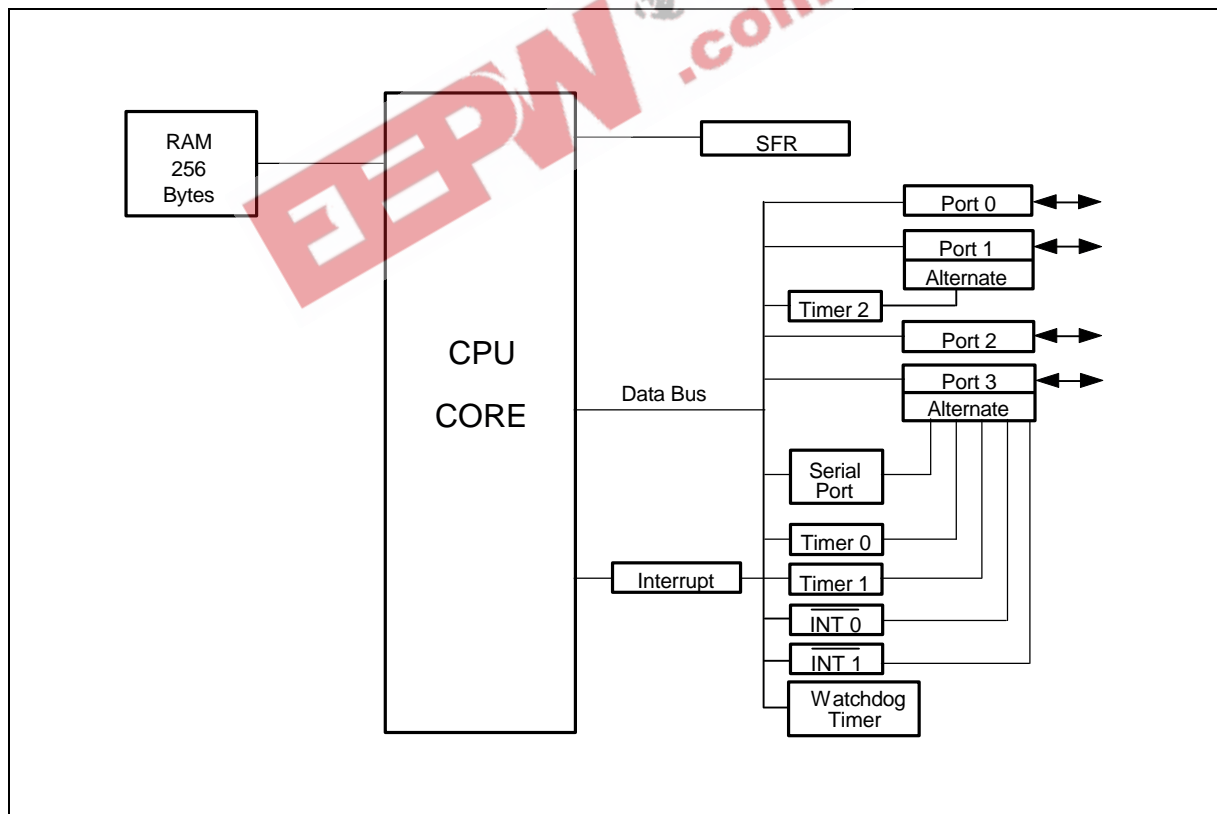 EEPW
.com
RAM
256
Bytes
SFR
CPU
CORE
Port 0
Port 1
Alternate
Timer 2
Port 2
Port 3
Alternate
Data Bus
Serial
Port
Timer 0
Interrupt
Timer 1
INT 0
INT 1
Watchdog
Timer